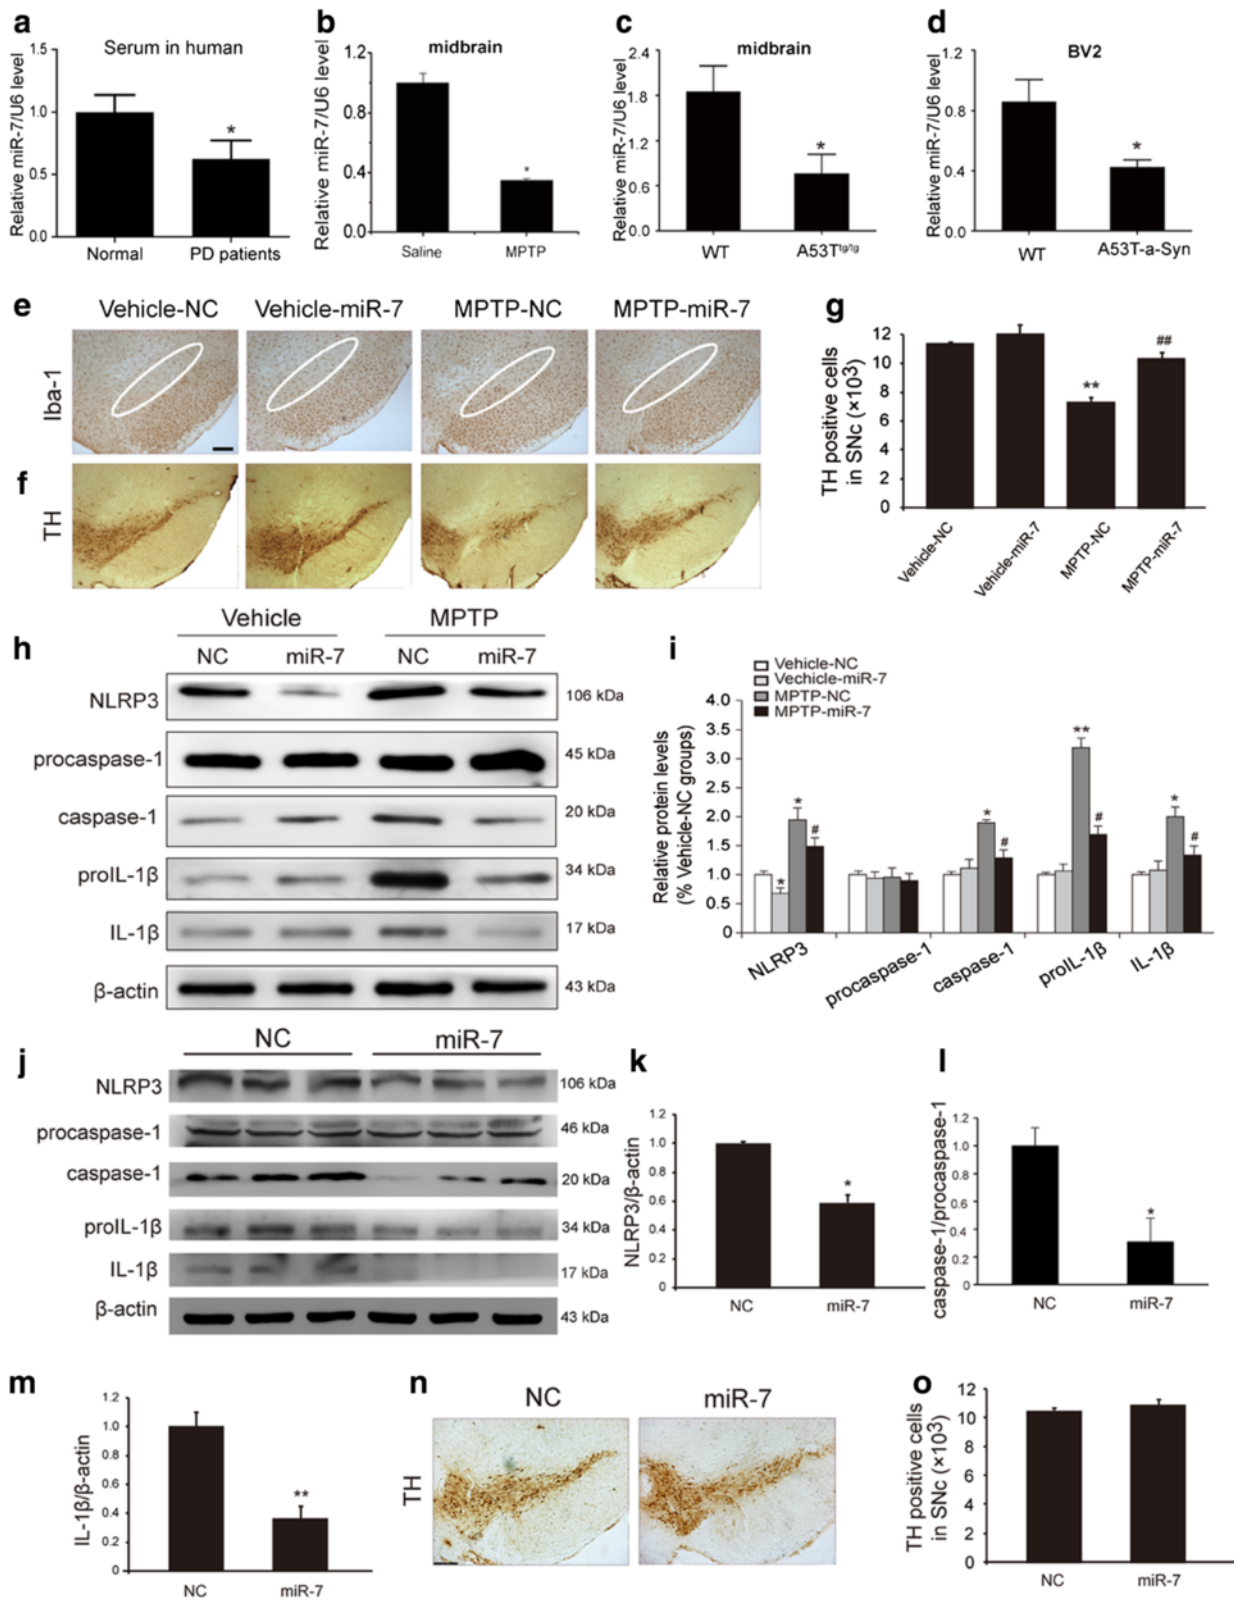 a
Serum in human
Relative miR-7/U6 level
1.5
1.0
0.5
0.0
*
Normal
PD patients
b
midbrain
Relative miR-7/U6 level
1.2
0.8
0.4
0.0
*
Saline
MPTP
c
midbrain
Relative miR-7/U6 level
2.4
1.8
1.2
0.6
0.0
*
WT
A53Ttg/tg
d
BV2
Relative miR-7/U6 level
1.2
0.8
0.4
0.0
*
WT
A53T-a-Syn
e
Vehicle-NC
Vehicle-miR-7
MPTP-NC
MPTP-miR-7
Iba-1
f
TH
g
TH positive cells
in SNc (×103)
12
10
8
6
4
2
0
**
##
Vehicle-NC
Vehicle-miR-7
MPTP-NC
MPTP-miR-7
h
Vehicle
MPTP
NC
miR-7
NC
miR-7
NLRP3
106 kDa
procaspase-1
45 kDa
caspase-1
20 kDa
proIL-1β
34 kDa
IL-1β
17 kDa
β-actin
43 kDa
i
Vehicle-NC
Vechicle-miR-7
MPTP-NC
MPTP-miR-7
Relative protein levels
(% Vehicle-NC groups)
4.0
3.5
3.0
2.5
2.0
1.5
1.0
0.5
0
*
*
#
*
#
**
#
*
#
NLRP3
procaspase-1
caspase-1
proIL-1β
IL-1β
j
NC
miR-7
NLRP3
106 kDa
procaspase-1
46 kDa
caspase-1
20 kDa
proIL-1β
34 kDa
IL-1β
17 kDa
β-actin
43 kDa
k
NLRP3/β-actin
1.2
1.0
0.8
0.6
0.4
0.2
0
*
NC
miR-7
l
caspase-1/procaspase-1
1.2
1.0
0.8
0.6
0.4
0.2
0
*
NC
miR-7
m
IL-1β/β-actin
1.2
1.0
0.8
0.6
0.4
0.2
0
**
NC
miR-7
n
NC
miR-7
TH
o
TH positive cells
in SNc (×103)
12
10
8
6
4
2
0
NC
miR-7